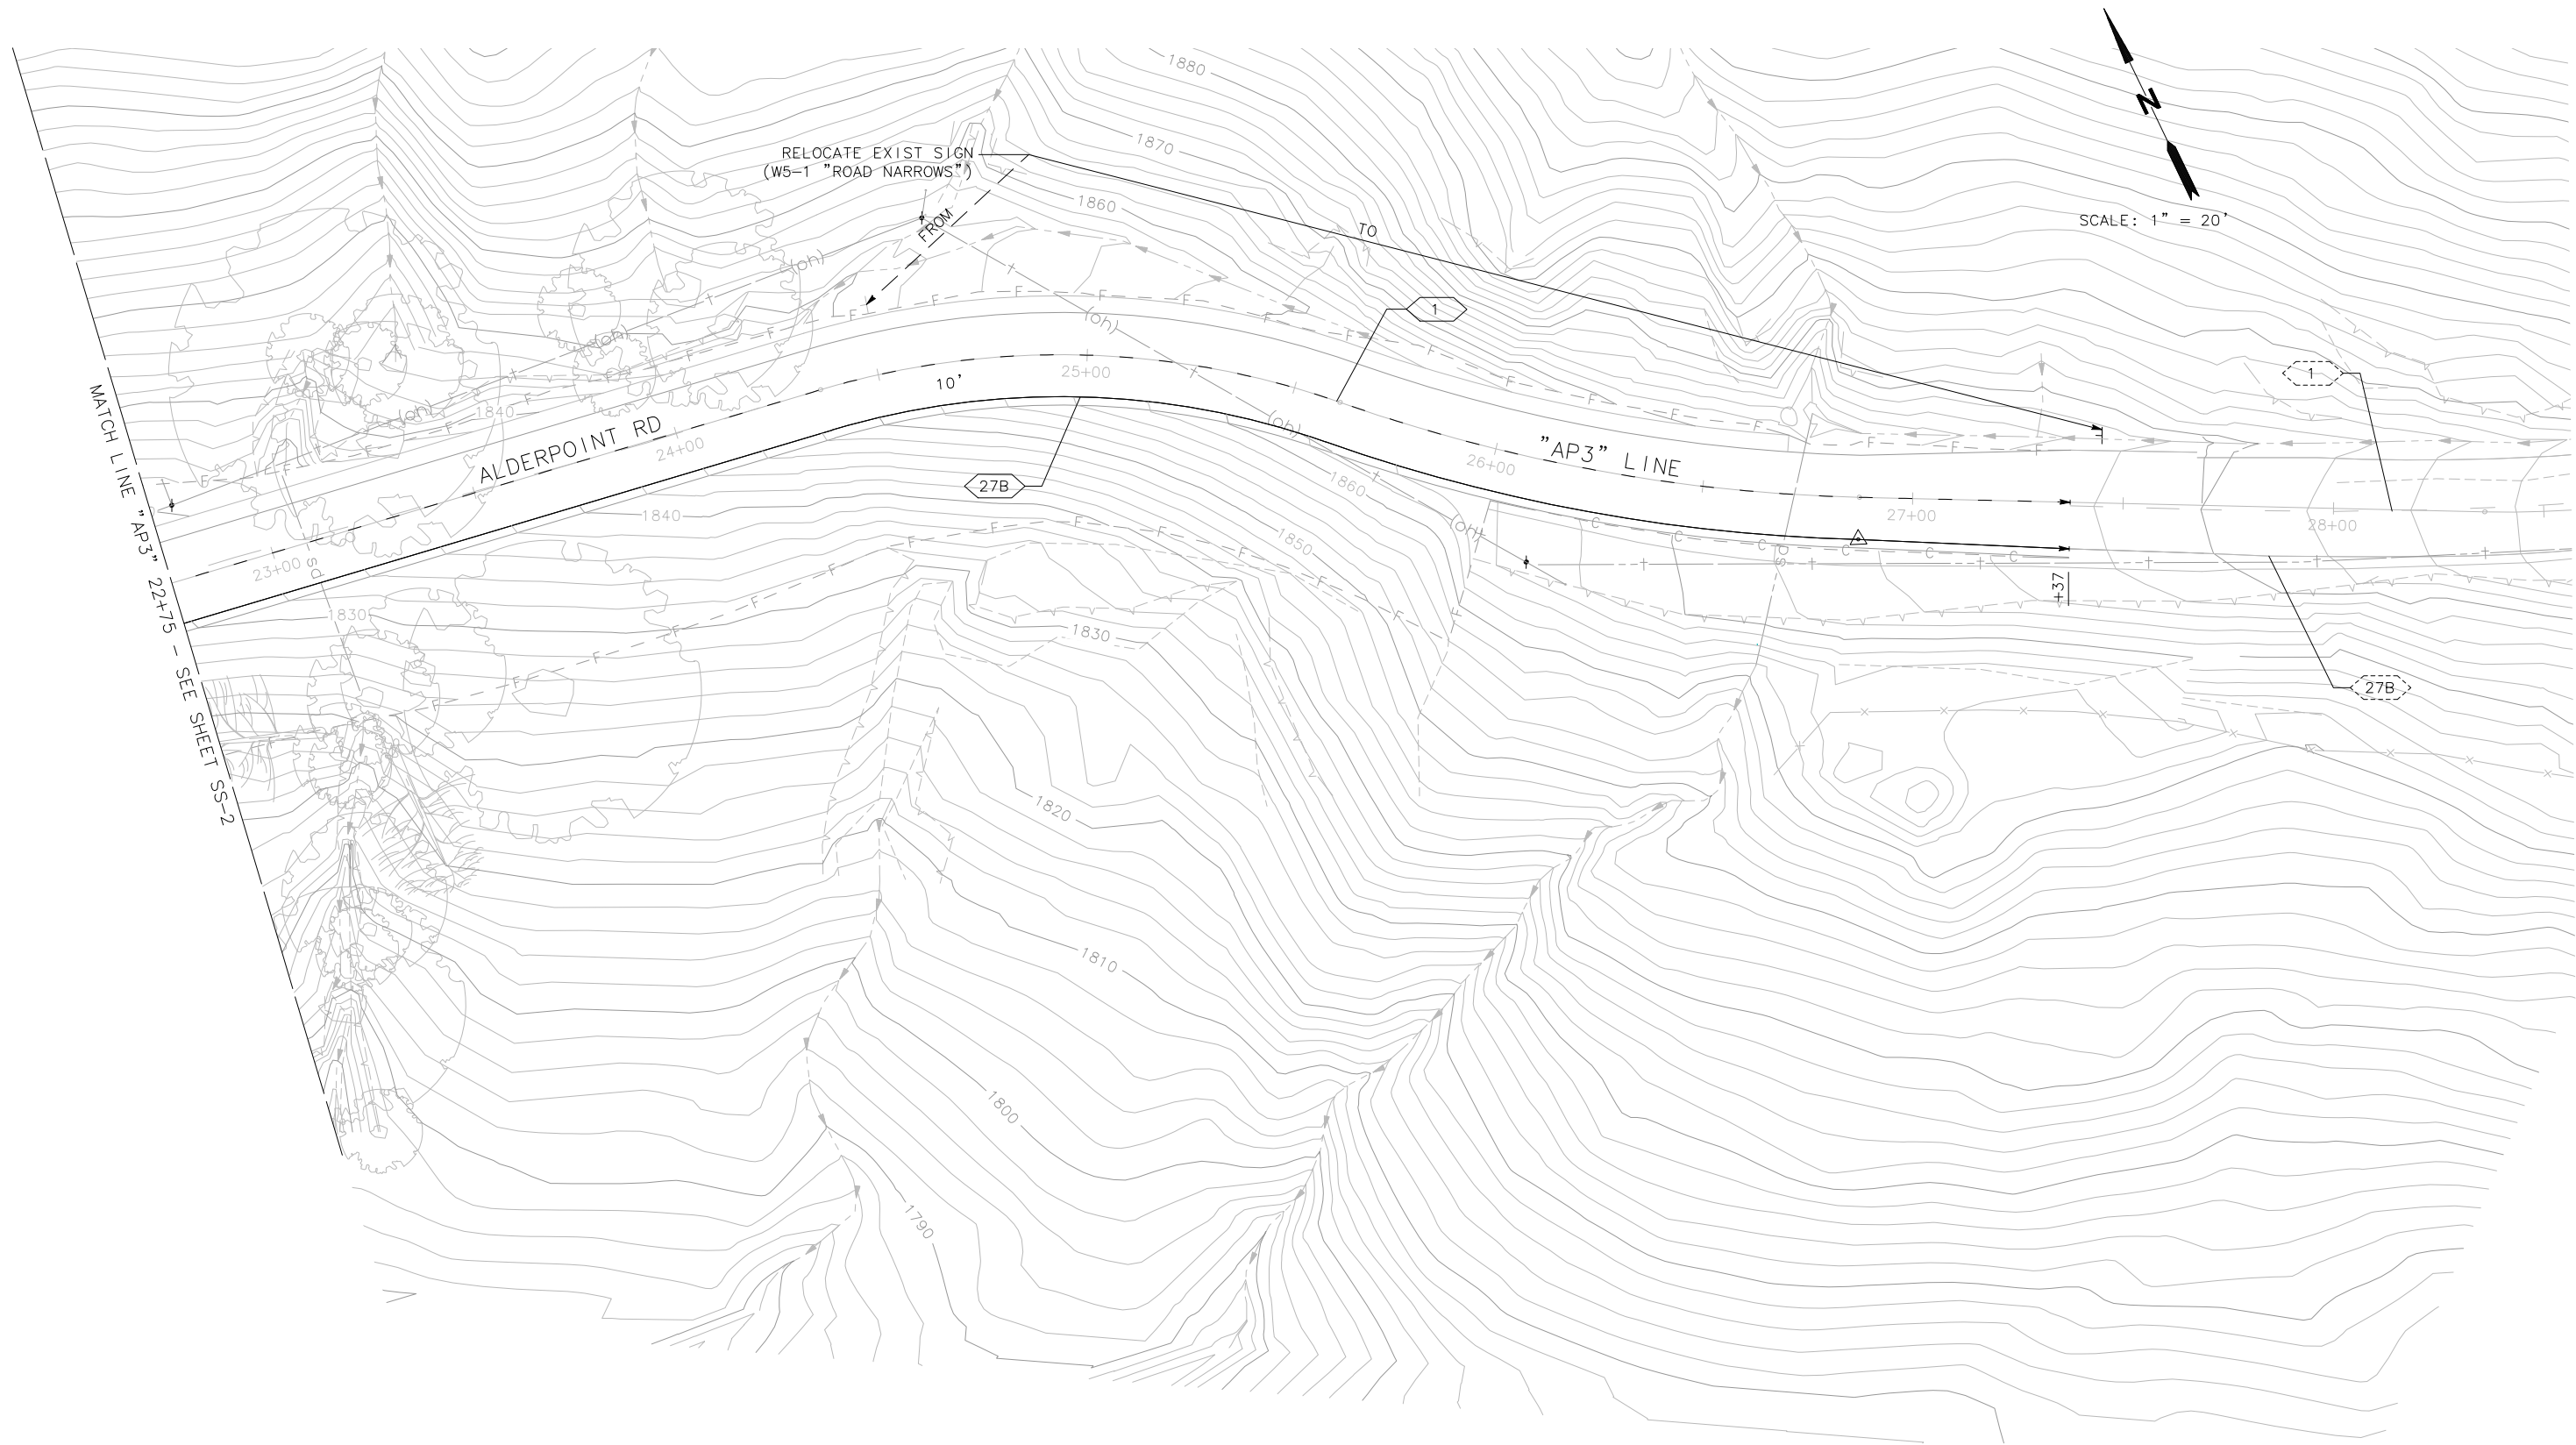 1880
N
1870
RELOCATE EXIST SIGN
(W5-1 "ROAD NARROWS")
1860
SCALE: 1" = 20'
FROM
TO
(oh)
F
F
F
F
F
F
1
(oh)
(oh)
25+00
10'
1
(oh)
1840
(oh)
ALDERPOINT RD
24+00
"AP3" LINE
26+00
27B
1860
1840
(oh)
27+00
28+00
MATCH LINE "AP3" 22+75 - SEE SHEET SS-2
23+00
sd
1850
C
C
C
C
C
sd
+37
1830
1830
27B
1820
1810
1800
1790